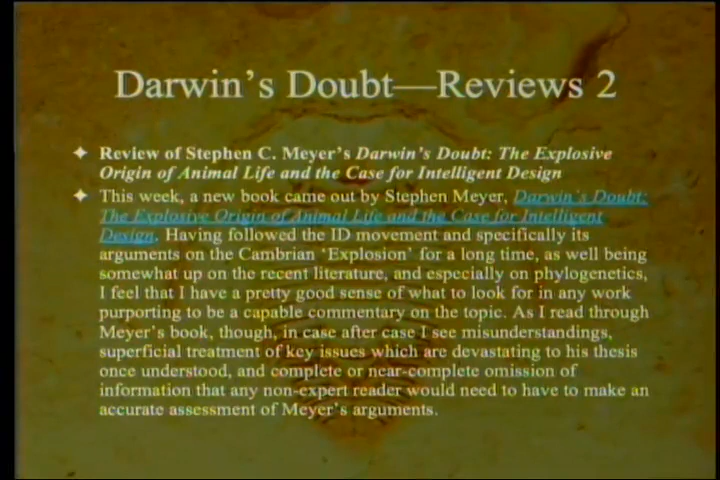 Darwin's Doubt—Reviews 2
Review of Stephen C. Meyer's Darwin's Doubt: The Explosive
Origin of Animal Life and the Case for Intelligent Design
This week, a new book came out by Stephen Meyer, Darwin's Doubt:
The Explosive Origin of Animal Life and the Case for Intelligent
Design. Having followed the ID movement and specifically its
arguments on the Cambrian 'Explosion' for a long time, as well being
somewhat up on the recent literature, and especially on phylogenetics,
I feel that I have a pretty good sense of what to look for in any work
purporting to be a capable commentary on the topic. As I read through
Meyer's book, though, in case after case I see misunderstandings,
superficial treatment of key issues which are devastating to his thesis
once understood, and complete or near-complete omission of
information that any non-expert reader would need to have to make an
accurate assessment of Meyer's arguments.